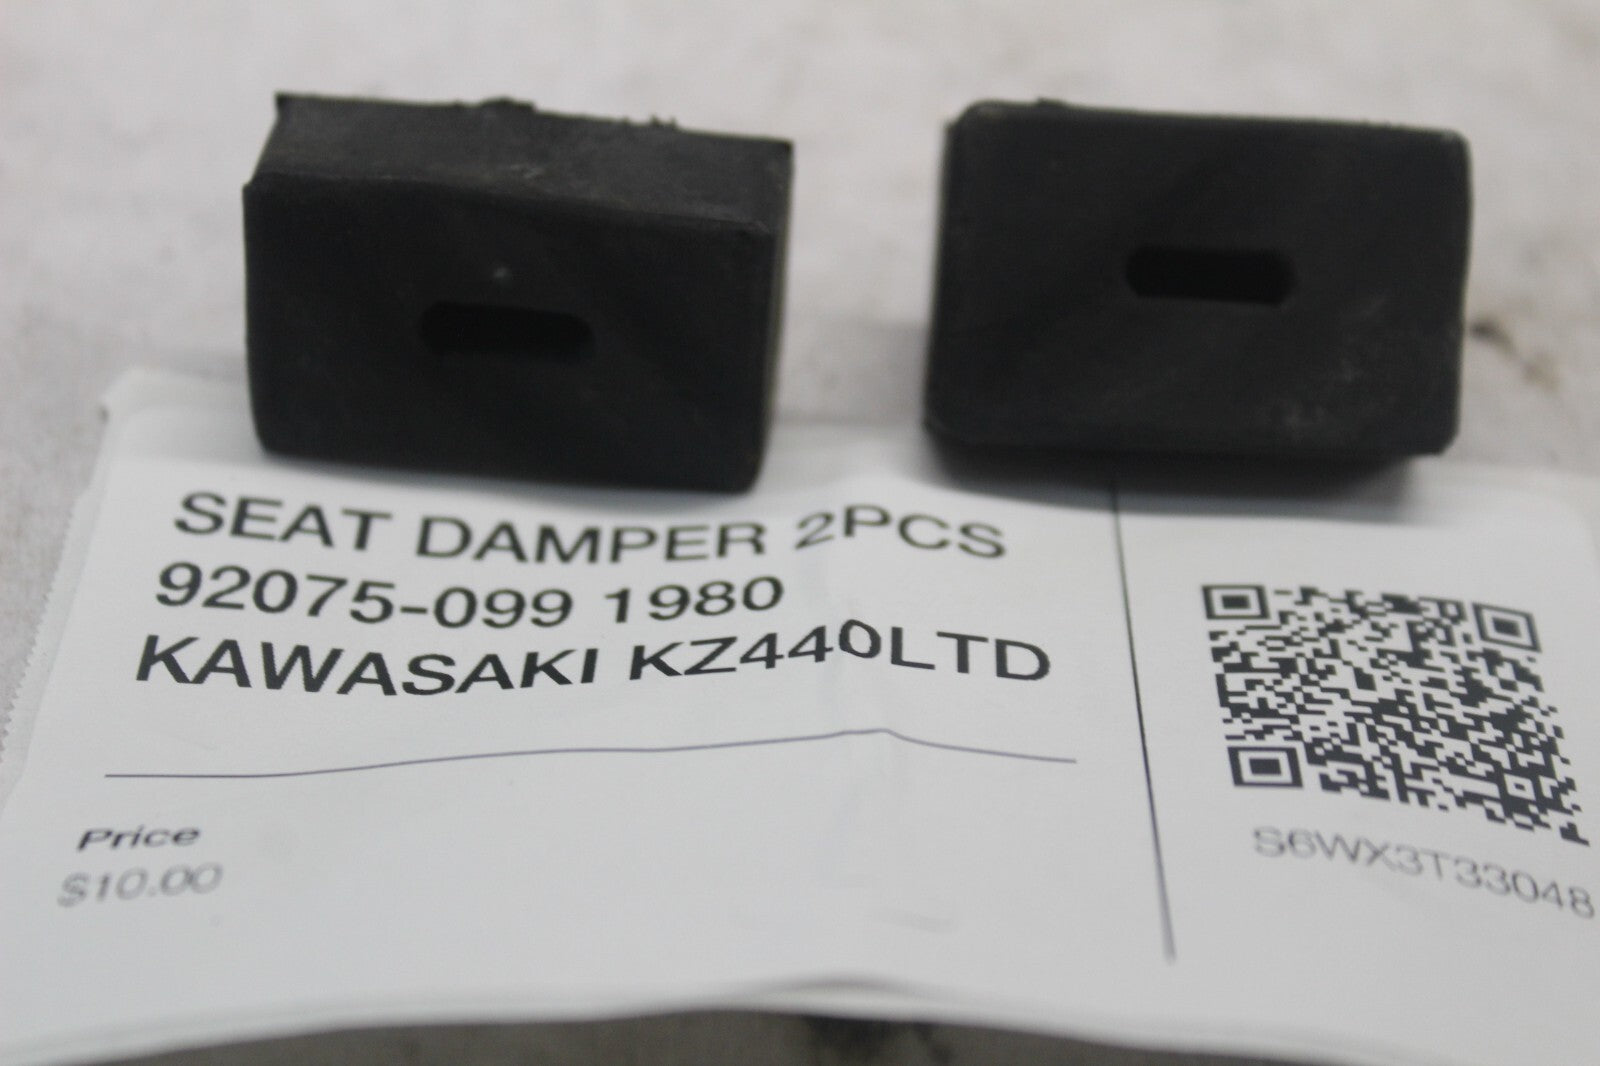 SEAT DAMPER 2PCS
92075-099 1980
KAWASAKI KZ440LTD
Price
$10.00
S6WX3T33048